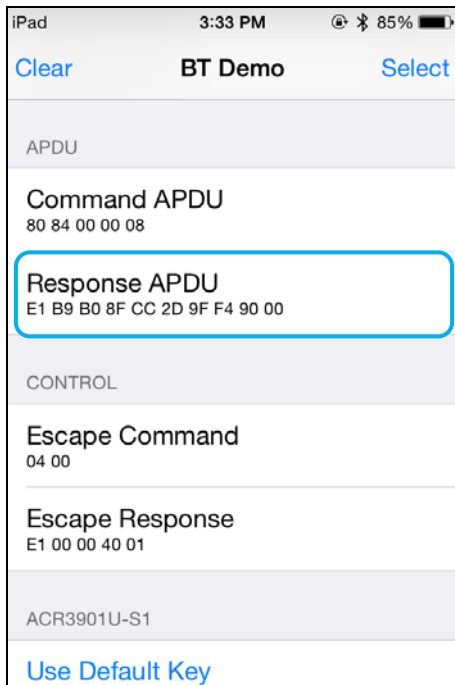 iPad 3:33 PM 85%
Clear BT Demo Select
APDU
Command APDU
80 84 00 00 08
Response APDU
E1 B9 B0 8F CC 2D 9F F4 90 00
CONTROL
Escape Command
04 00
Escape Response
E1 00 00 40 01
ACR3901U-S1
Use Default Key